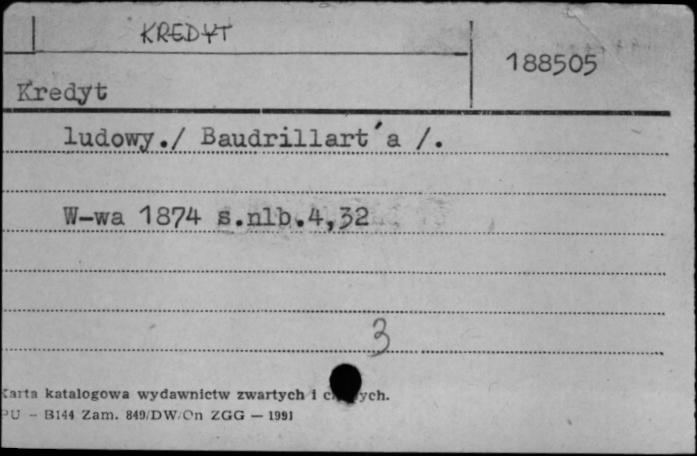 KREDYT
188505
Kredyt
ludowy./ Baudrillart´a /.
W-wa 1874 s.nlb.4,32
3
Karta katalogowa wydawnictw zwartych i ych.
PU - B144 Zam. 849/DW/On ZGG — 1991